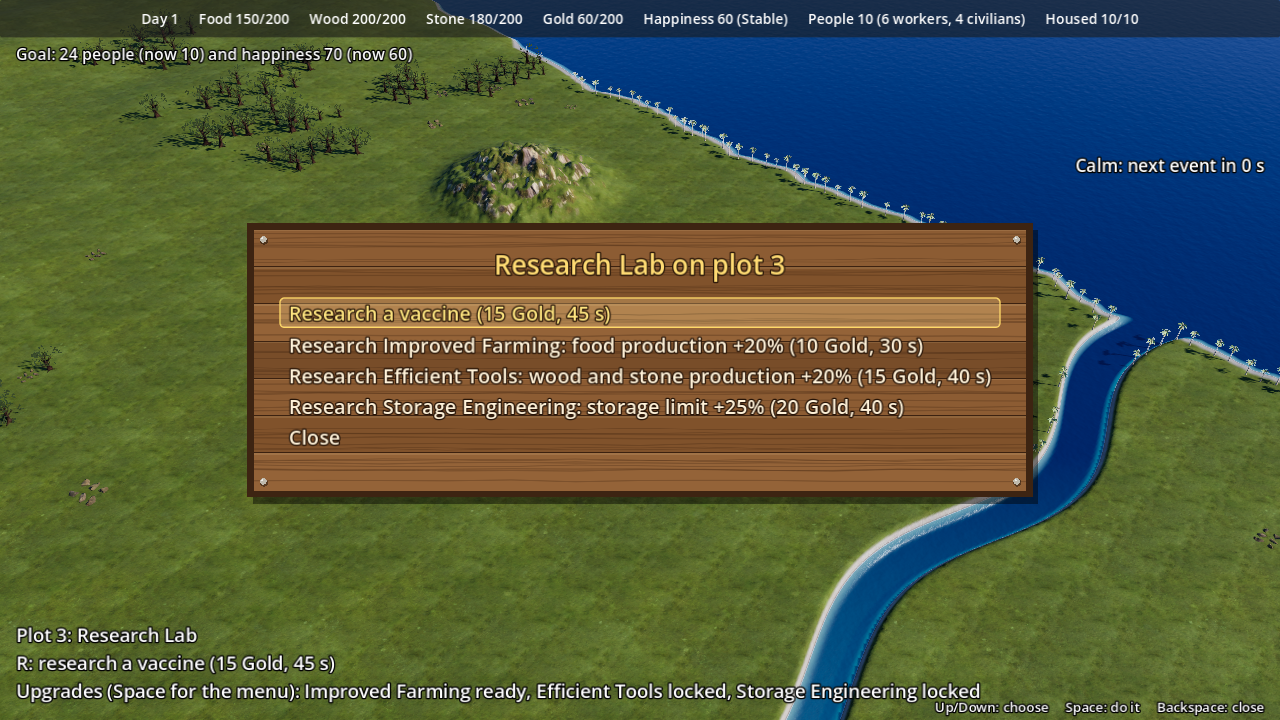 Day 1 Food 150/200 Wood 200/200 Stone 180/200 Gold 60/200 Happiness 60 (Stable) People 10 (6 workers, 4 civilians) Housed 10/10
Goal: 24 people (now 10) and happiness 70 (now 60)
Calm: next event in 0 s
Research Lab on plot 3
Research a vaccine (15 Gold, 45 s)
Research Improved Farming: food production +20% (10 Gold, 30 s)
Research Efficient Tools: wood and stone production +20% (15 Gold, 40 s)
Research Storage Engineering: storage limit +25% (20 Gold, 40 s)
Close
Plot 3: Research Lab
R: research a vaccine (15 Gold, 45 s)
Upgrades (Space for the menu): Improved Farming ready, Efficient Tools locked, Storage Engineering locked
Up/Down: choose Space: do it Backspace: close